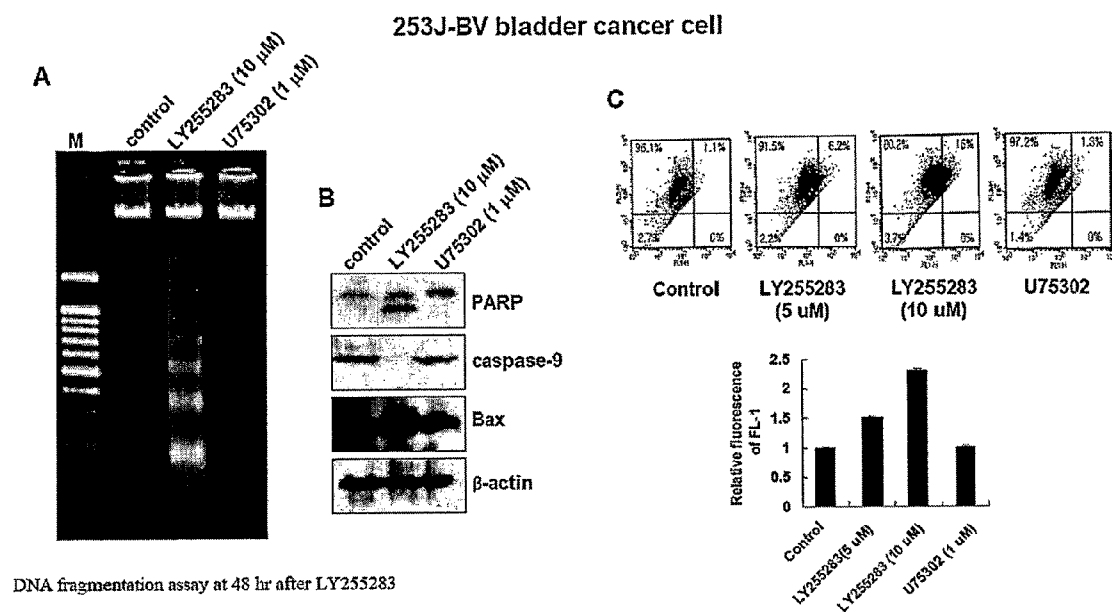 253J-BV bladder cancer cell
A
M
control
LY255283 (10 μM)
U75302 (1 μM)
B
control
LY255283 (10 μM)
U75302 (1 μM)
PARP
caspase-9
Bax
β-actin
C
96.1% 1.1%
2.7% 0%
Control
91.5% 6.2%
2.2% 0%
LY255283
(5 uM)
80.2% 16%
3.7% 0%
LY255283
(10 uM)
97.2% 1.3%
1.4% 0%
U75302
Relative fluorescence
of FL-1
2.5
2
1.5
1
0.5
0
Control
LY255283(5 uM)
LY255283 (10 uM)
U75302 (1 uM)
DNA fragmentation assay at 48 hr after LY255283